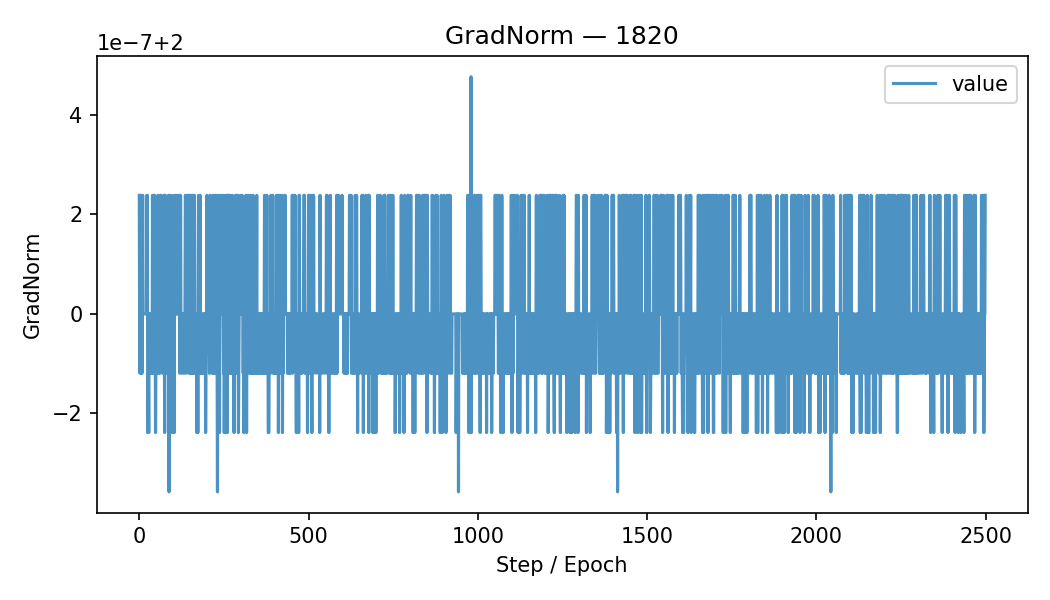 GradNorm — 1820
1e−7+2
value
4
2
0
−2
GradNorm
0
500
1000
1500
2000
2500
Step / Epoch